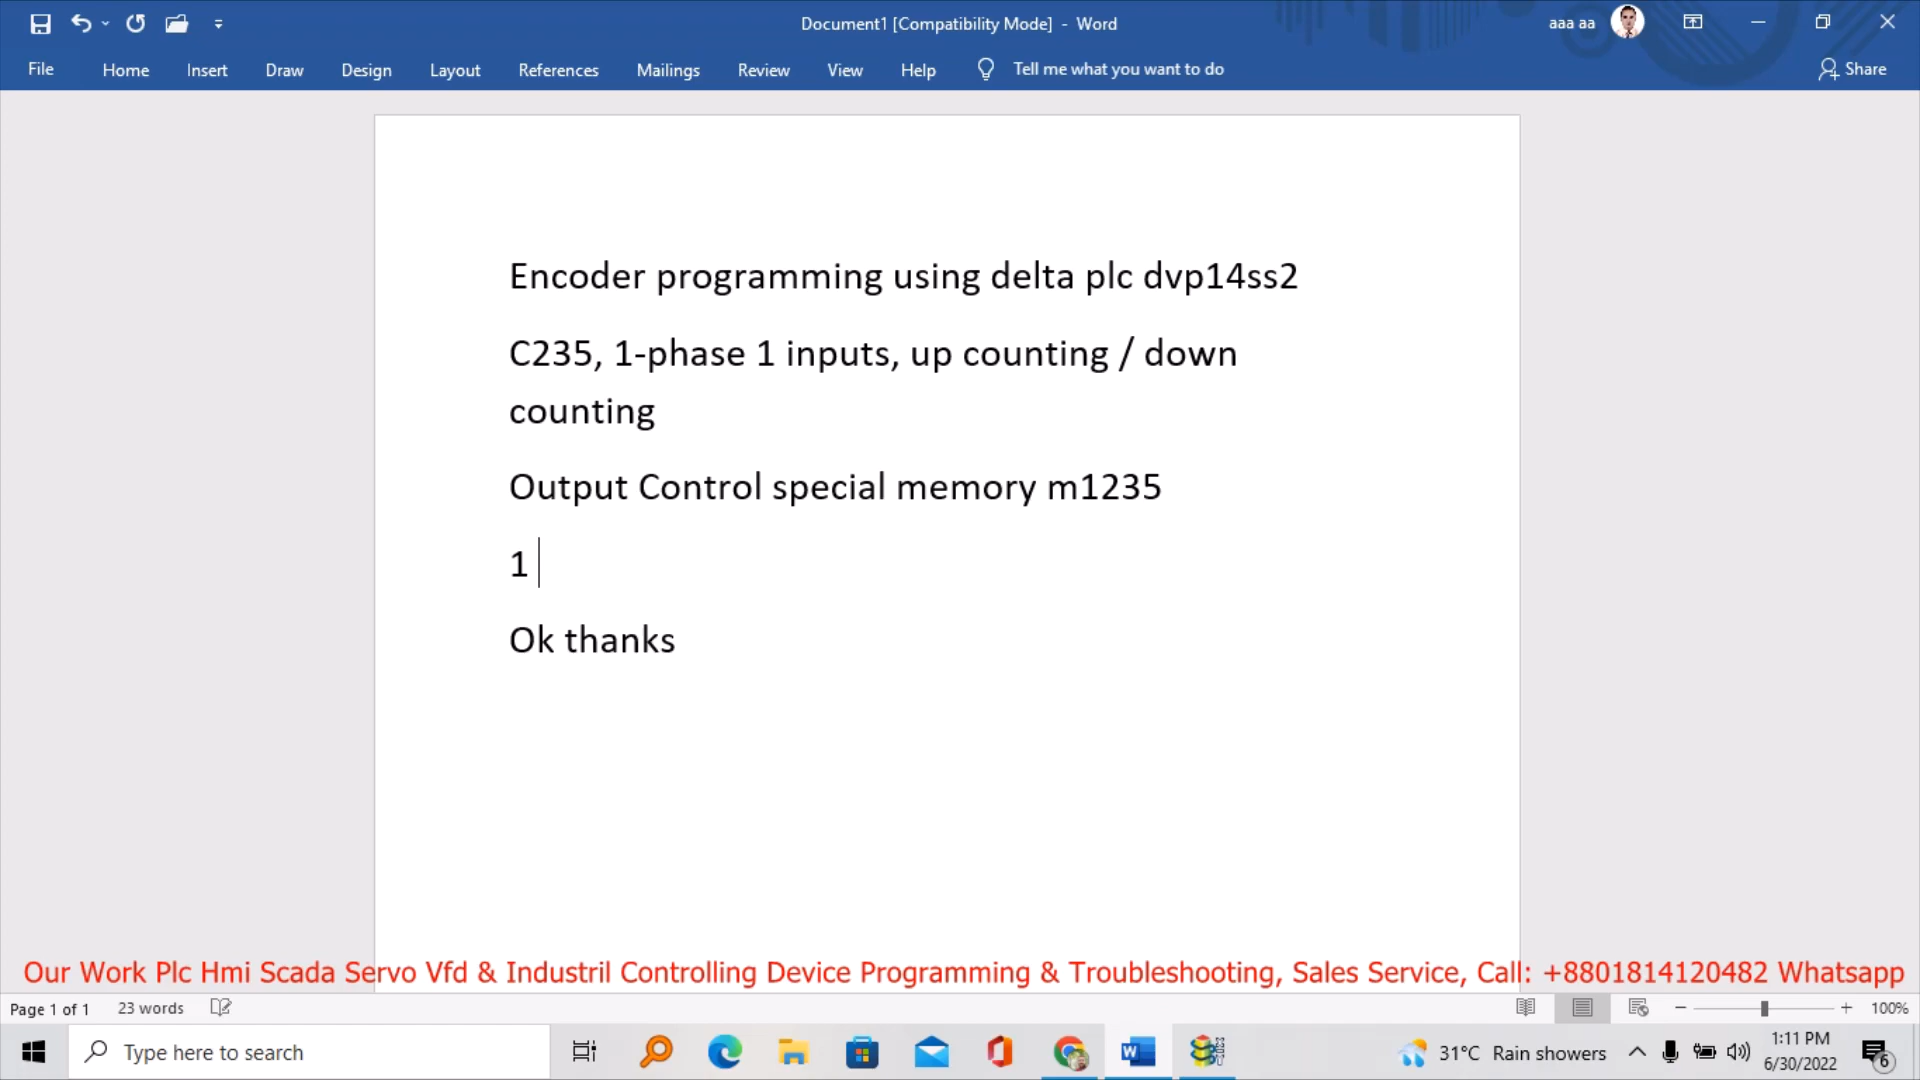 Document1 [Compatibility Mode] - Word
aaa aa
File Home Insert Draw Design Layout References Mailings Review View Help Tell me what you want to do Share
Encoder programming using delta plc dvp14ss2
C235, 1-phase 1 inputs, up counting / down
counting
Output Control special memory m1235
1
Ok thanks
Our Work Plc Hmi Scada Servo Vfd & Industril Controlling Device Programming & Troubleshooting, Sales Service, Call: +8801814120482 Whatsapp
Page 1 of 1 23 words 100%
Type here to search 31°C Rain showers 1:11 PM
6/30/2022 6